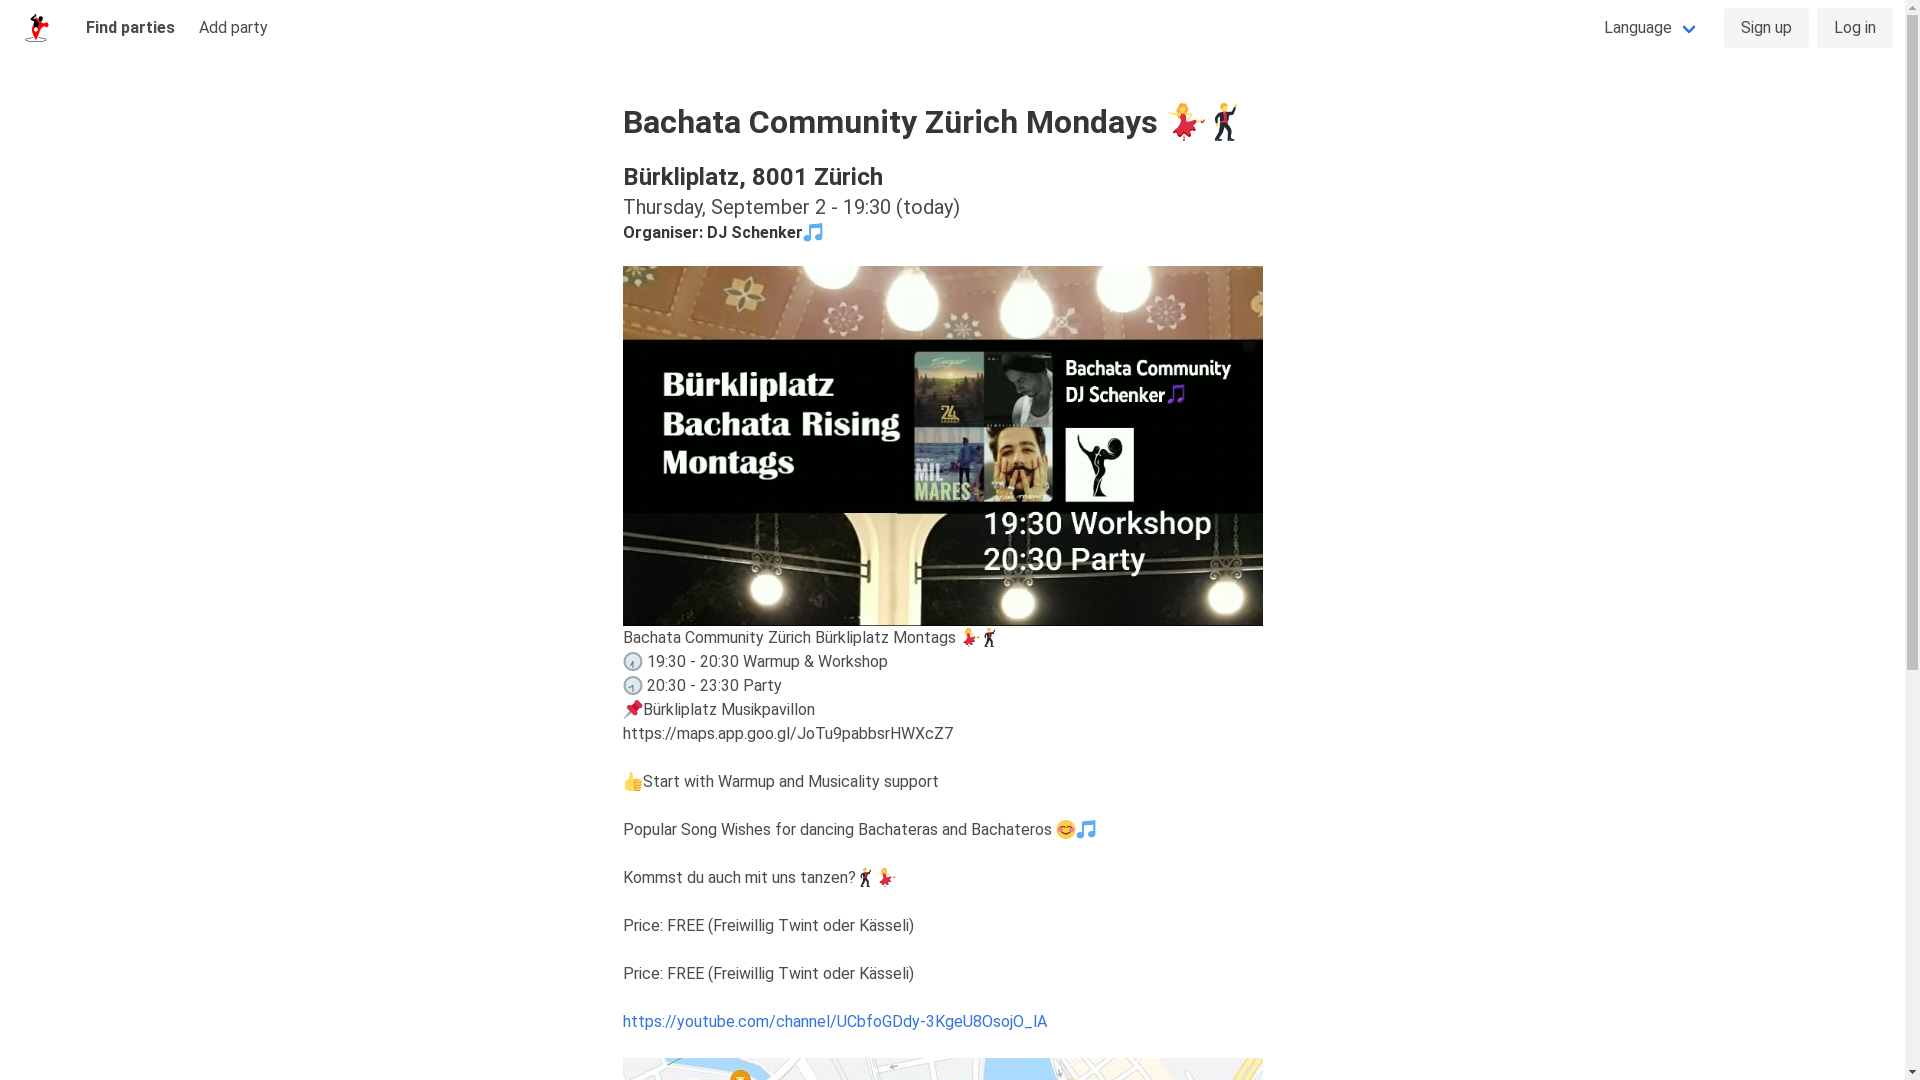 Find parties
Add party
Language
Sign up
Log in
Bachata Community Zürich Mondays 💃🕺
Bürkliplatz, 8001 Zürich
Thursday, September 2 - 19:30 (today)
Organiser: DJ Schenker🎵
Bürkliplatz
Bachata Rising
Montags
MIL
MARES
Bachata Community
DJ Schenker🎵
19:30 Workshop
20:30 Party
Bachata Community Zürich Bürkliplatz Montags 💃🕺
🕢 19:30 - 20:30 Warmup & Workshop
🕣 20:30 - 23:30 Party
📌Bürkliplatz Musikpavillon
https://maps.app.goo.gl/JoTu9pabbsrHWXcZ7
👍Start with Warmup and Musicality support
Popular Song Wishes for dancing Bachateras and Bachateros 😊🎵
Kommst du auch mit uns tanzen?🕺💃
Price: FREE (Freiwillig Twint oder Kässeli)
Price: FREE (Freiwillig Twint oder Kässeli)
https://youtube.com/channel/UCbfoGDdy-3KgeU8OsojO_lA